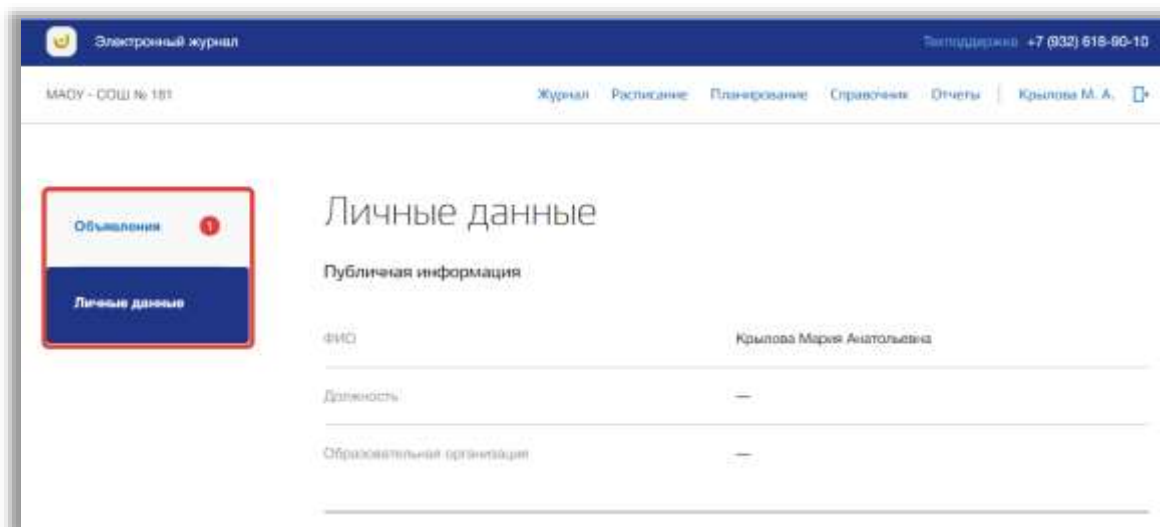 Электронный журнал Техподдержка +7 (932) 618-90-10
МАОУ - СОШ № 181 Журнал Расписание Планирование Справочник Отчеты Крылова М. А.
Объявления 1
Личные данные
Личные данные
Публичная информация
ФИО Крылова Мария Анатольевна
Должность —
Образовательная организация —